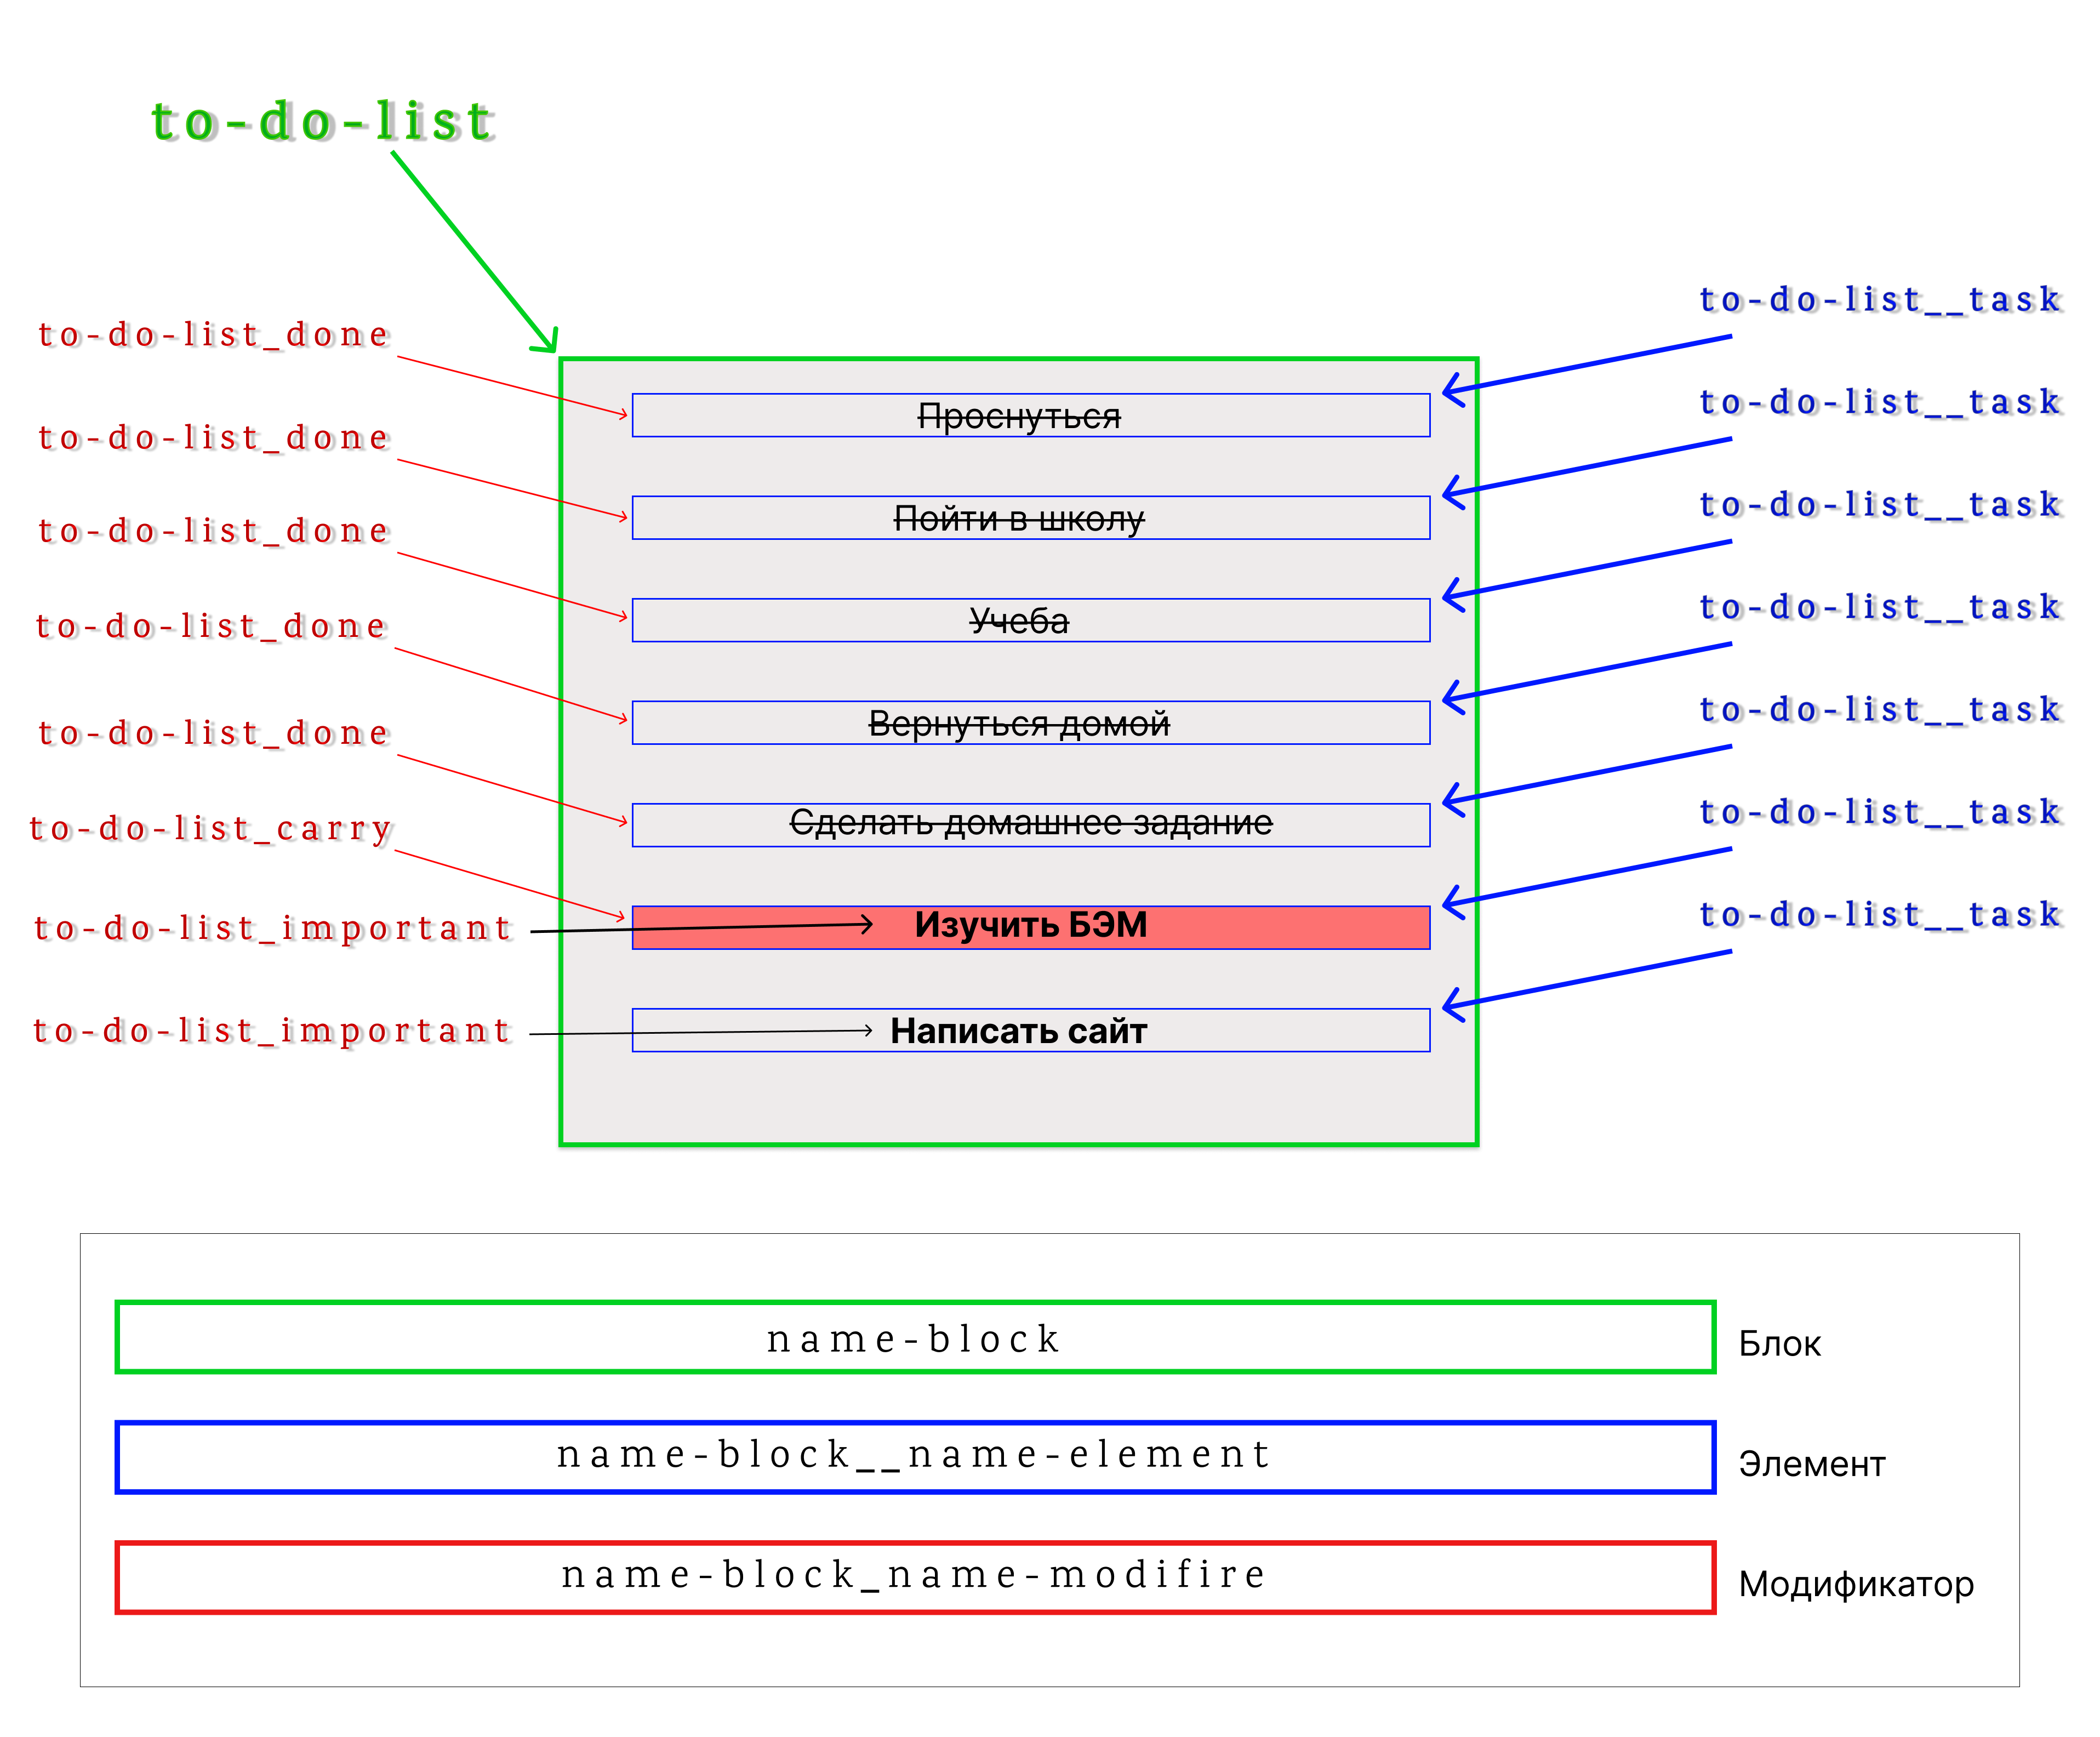 to-do-list
to-do-list_done
to-do-list_done
to-do-list_done
to-do-list_done
to-do-list_done
to-do-list_carry
to-do-list_important
to-do-list_important
Проснуться
Пойти в школу
Учеба
Вернуться домой
Сделать домашнее задание
Изучить БЭМ
Написать сайт
to-do-list__task
to-do-list__task
to-do-list__task
to-do-list__task
to-do-list__task
to-do-list__task
to-do-list__task
name-block
Блок
name-block__name-element
Элемент
name-block_name-modifire
Модификатор